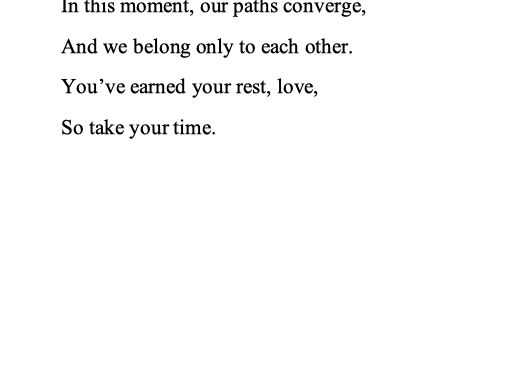 In this moment, our paths converge,
And we belong only to each other.
You’ve earned your rest, love,
So take your time.